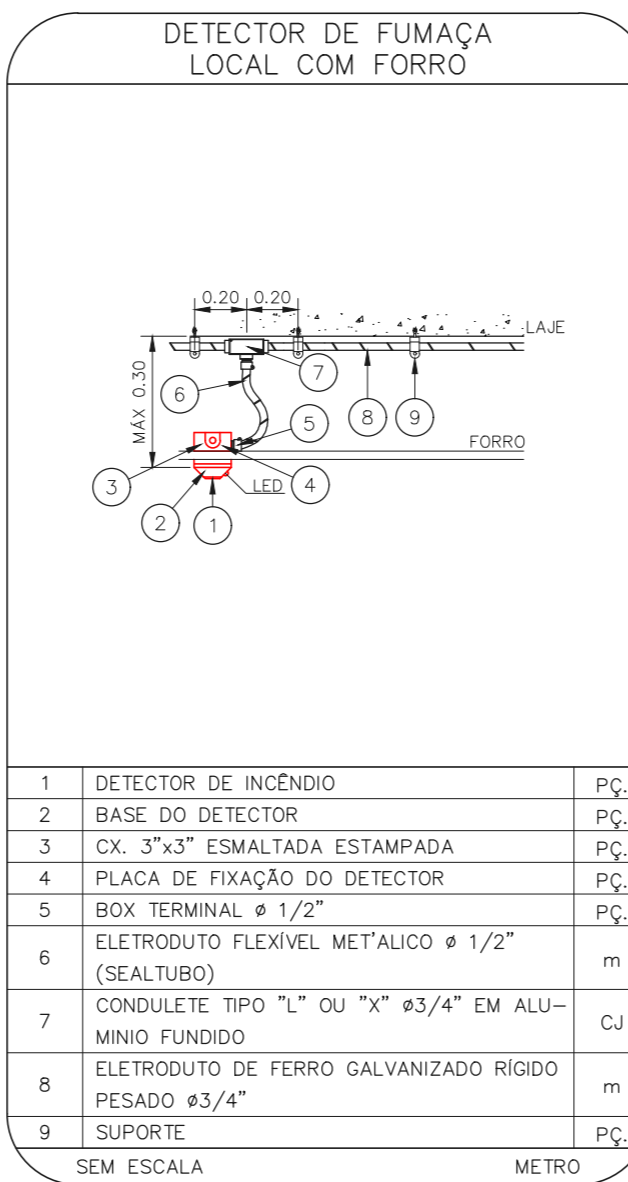 DETECTOR DE FUMAÇA
LOCAL COM FORRO
0.20 0.20
LAJE
MÁX 0.30
7
6
8
9
5
FORRO
3
4
LED
2
1
1 DETECTOR DE INCÊNDIO PÇ.
2 BASE DO DETECTOR PÇ.
3 CX. 3"x3" ESMALTADA ESTAMPADA PÇ.
4 PLACA DE FIXAÇÃO DO DETECTOR PÇ.
5 BOX TERMINAL ø 1/2" PÇ.
6 ELETRODUTO FLEXÍVEL MET'ALICO ø 1/2"
(SEALTUBO) m
7 CONDULETE TIPO "L" OU "X" ø3/4" EM ALU-
MINIO FUNDIDO CJ
8 ELETRODUTO DE FERRO GALVANIZADO RÍGIDO
PESADO ø3/4" m
9 SUPORTE PÇ.
SEM ESCALA METRO